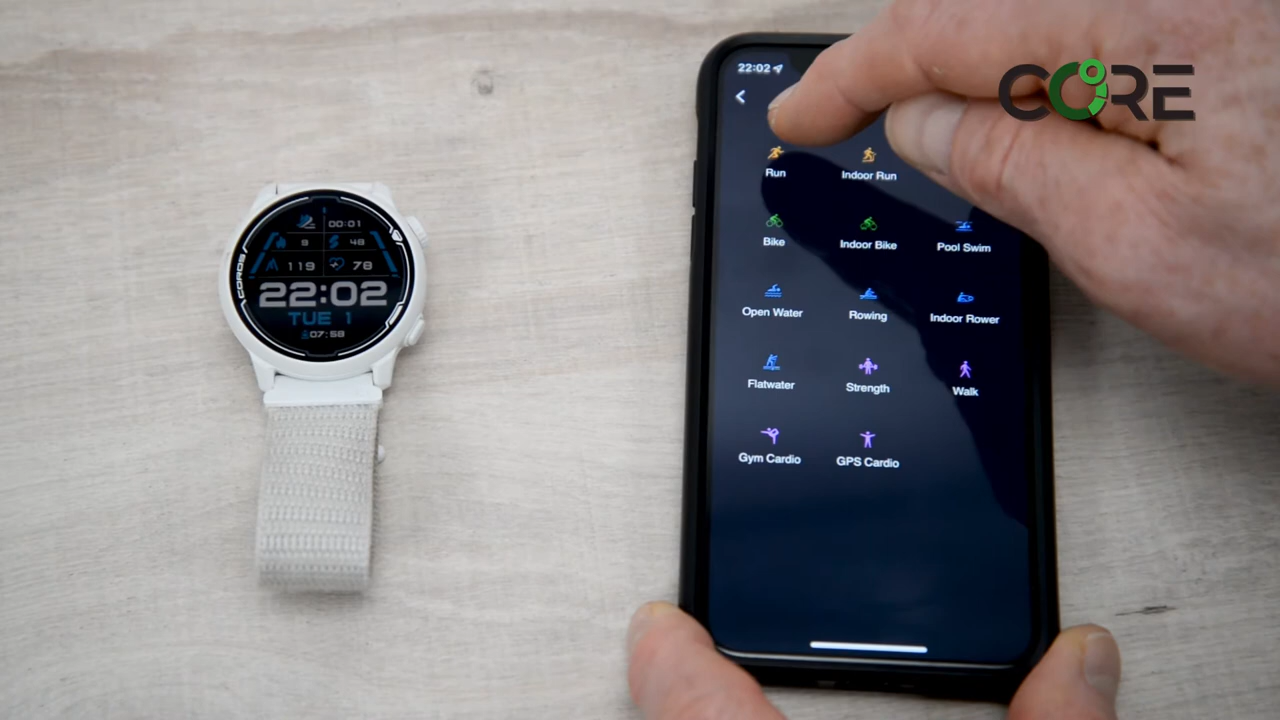 CORE
COROS
00:01
9
48
119
78
22:02
TUE 1
07:58
22:02
Run
Indoor Run
Bike
Indoor Bike
Pool Swim
Open Water
Rowing
Indoor Rower
Flatwater
Strength
Walk
Gym Cardio
GPS Cardio